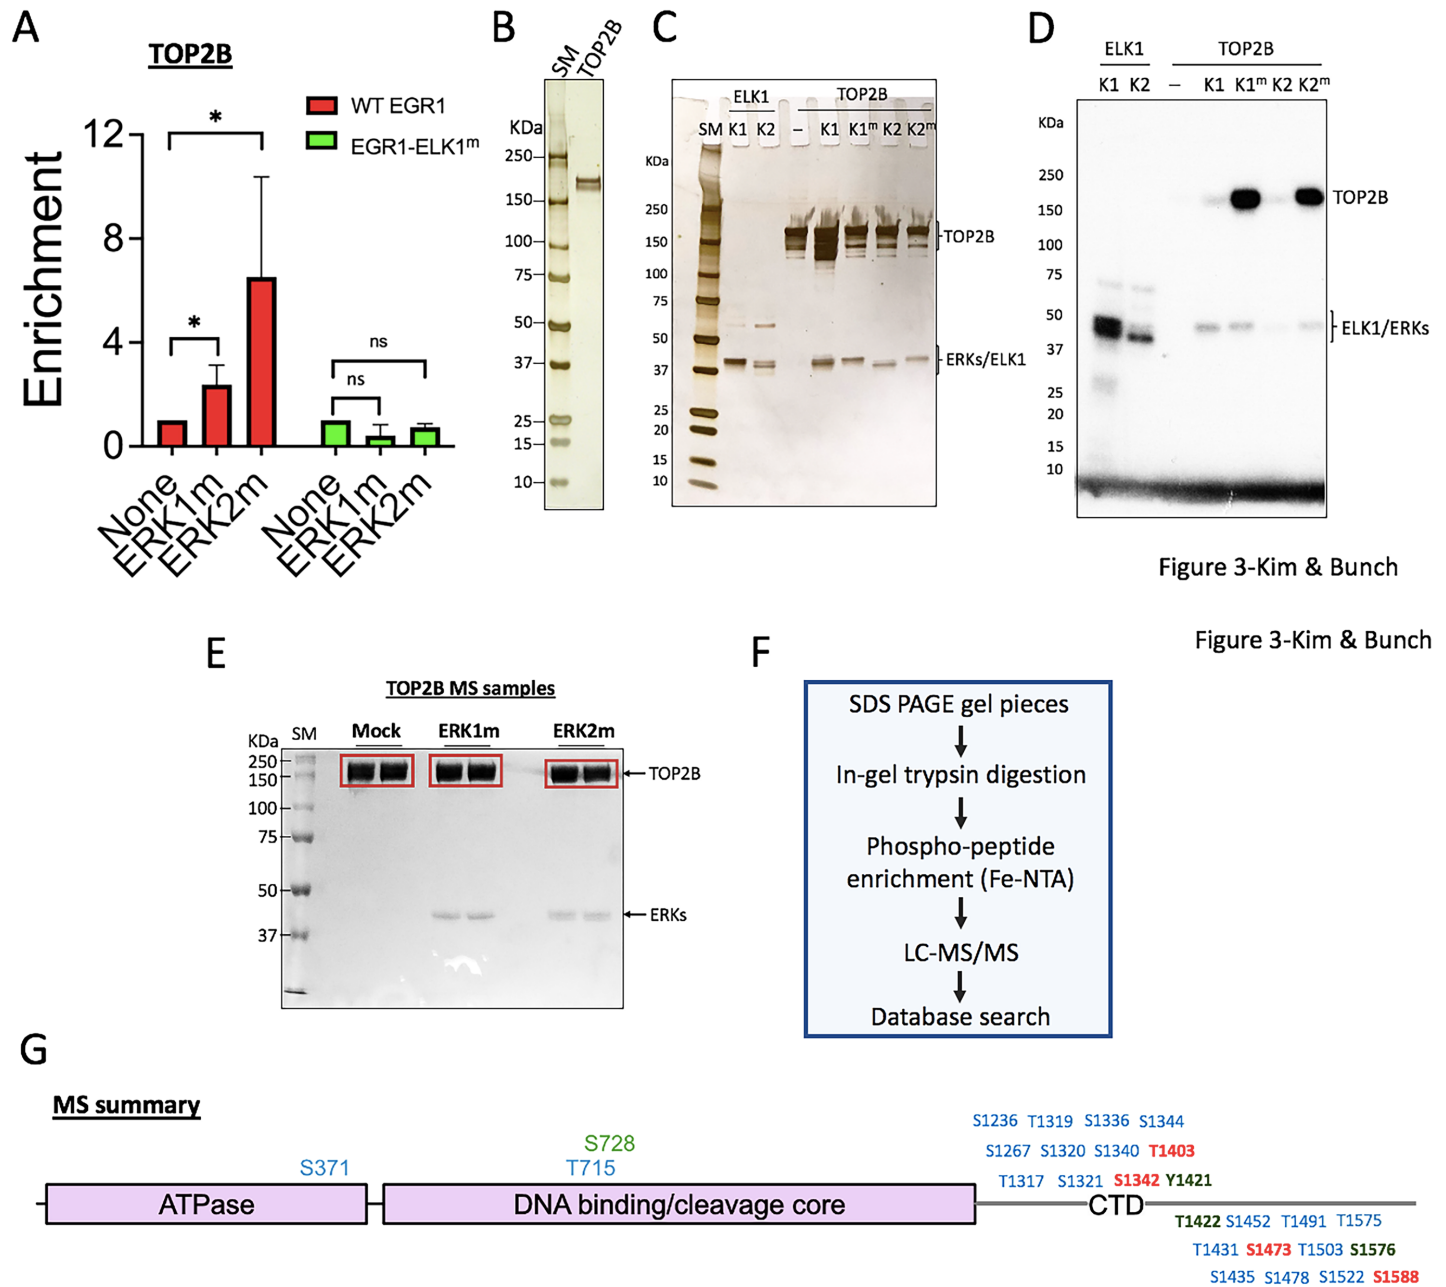 A
TOP2B
WT EGR1
EGR1-ELK1m
Enrichment
12
8
4
0
*
*
ns
ns
None
ERK1m
ERK2m
None
ERK1m
ERK2m
B
SM
TOP2B
KDa
250
150
100
75
50
37
25
15
10
C
ELK1
TOP2B
SM K1 K2 – K1 K1m K2 K2m
KDa
250
150
100
75
50
37
25
20
15
10
TOP2B
ERKs/ELK1
D
ELK1
TOP2B
K1 K2 – K1 K1m K2 K2m
KDa
250
150
100
75
50
37
25
20
15
10
TOP2B
ELK1/ERKs
Figure 3-Kim & Bunch
Figure 3-Kim & Bunch
E
TOP2B MS samples
SM
Mock
ERK1m
ERK2m
KDa
250
150
100
75
50
37
TOP2B
ERKs
F
SDS PAGE gel pieces
In-gel trypsin digestion
Phospho-peptide
enrichment (Fe-NTA)
LC-MS/MS
Database search
G
MS summary
S371
S728
T715
ATPase
DNA binding/cleavage core
S1236 T1319 S1336 S1344
S1267 S1320 S1340 T1403
T1317 S1321 S1342 Y1421
CTD
T1422 S1452 T1491 T1575
T1431 S1473 T1503 S1576
S1435 S1478 S1522 S1588